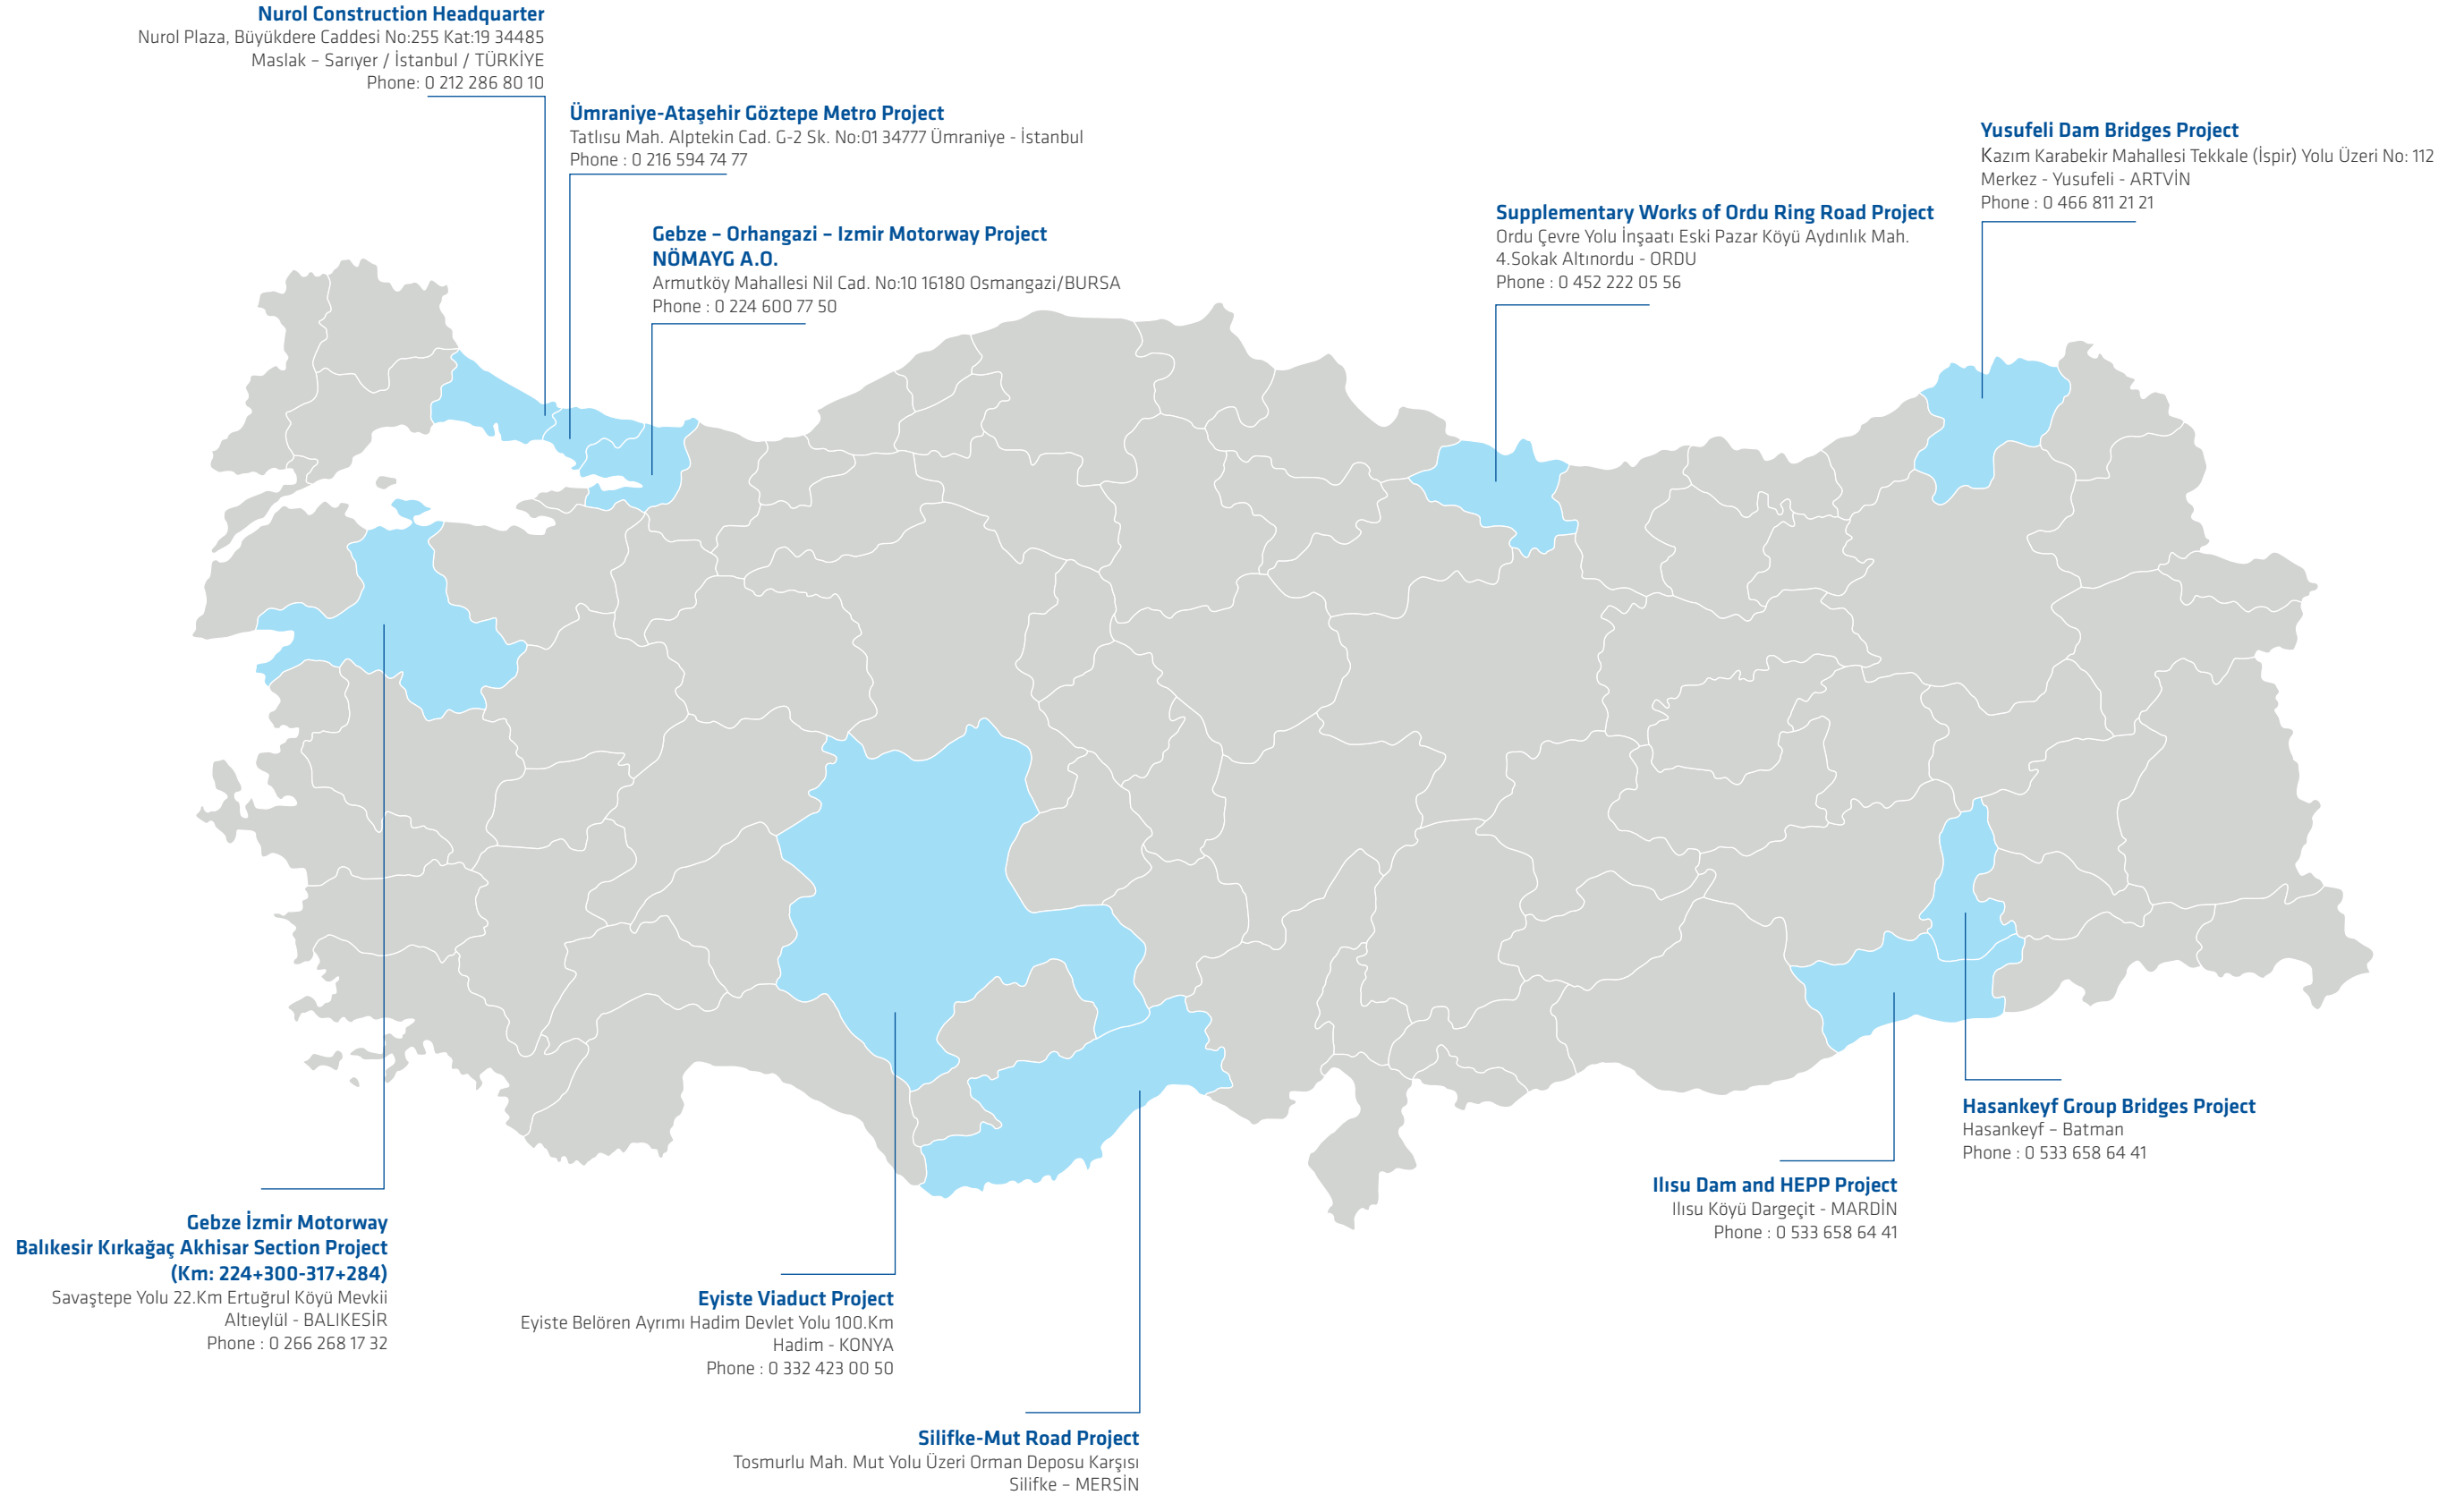 Nurol Construction Headquarter
Nurol Plaza, Büyükdere Caddesi No:255 Kat:19 34485
Maslak – Sarıyer / İstanbul / TÜRKİYE
Phone: 0 212 286 80 10
Ümraniye-Ataşehir Göztepe Metro Project
Tatlısu Mah. Alptekin Cad. G-2 Sk. No:01 34777 Ümraniye - İstanbul
Phone : 0 216 594 74 77
Gebze – Orhangazi – Izmir Motorway Project
NÖMAYG A.O.
Armutköy Mahallesi Nil Cad. No:10 16180 Osmangazi/BURSA
Phone : 0 224 600 77 50
Supplementary Works of Ordu Ring Road Project
Ordu Çevre Yolu İnşaatı Eski Pazar Köyü Aydınlık Mah.
4.Sokak Altınordu - ORDU
Phone : 0 452 222 05 56
Yusufeli Dam Bridges Project
Kazım Karabekir Mahallesi Tekkale (İspir) Yolu Üzeri No: 112
Merkez - Yusufeli - ARTVİN
Phone : 0 466 811 21 21
Hasankeyf Group Bridges Project
Hasankeyf – Batman
Phone : 0 533 658 64 41
Ilısu Dam and HEPP Project
Ilısu Köyü Dargeçit - MARDİN
Phone : 0 533 658 64 41
Gebze İzmir Motorway
Balıkesir Kırkağaç Akhisar Section Project
(Km: 224+300-317+284)
Savaştepe Yolu 22.Km Ertuğrul Köyü Mevkii
Altıeylül - BALIKESİR
Phone : 0 266 268 17 32
Eyiste Viaduct Project
Eyiste Belören Ayrımı Hadim Devlet Yolu 100.Km
Hadim - KONYA
Phone : 0 332 423 00 50
Silifke-Mut Road Project
Tosmurlu Mah. Mut Yolu Üzeri Orman Deposu Karşısı
Silifke – MERSİN